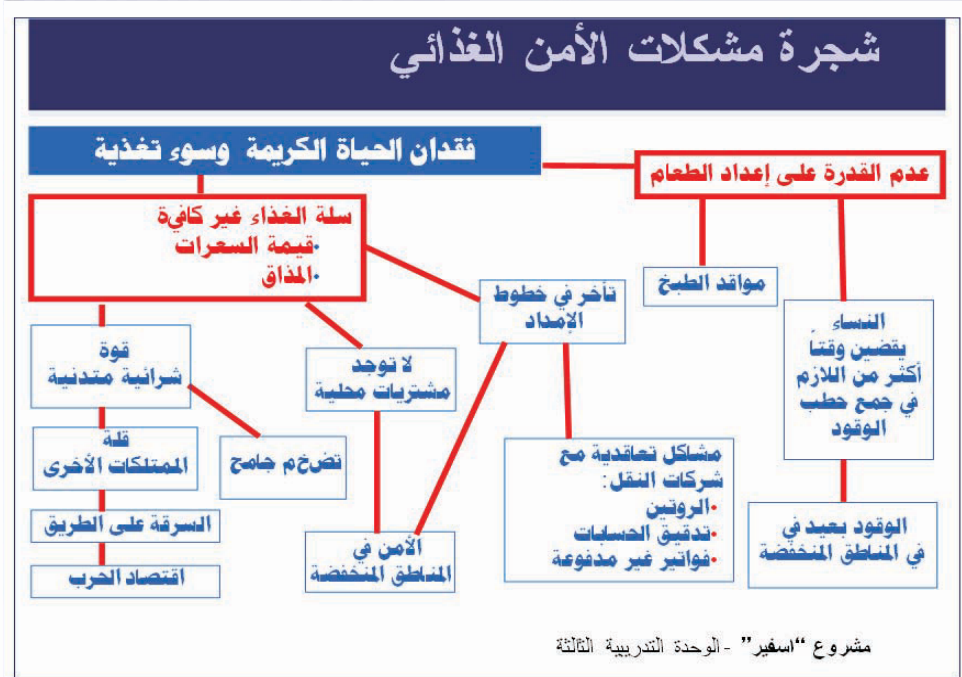 شجرة مشكلات الأمن الغذائي
فقدان الحياة الكريمة وسوء تغذية
عدم القدرة على إعداد الطعام
سلة الغذاء غير كافية
•قيمة السعرات
•المذاق
مواقد الطبخ
تأخر في خطوط
الإمداد
النساء
يقضين وقتاً
أكثر من اللازم
في جمع حطب
الوقود
قوة
شرائية متدنية
لا توجد
مشتريات محلية
قلة
الممتلكات الأخرى
تضخم جامح
مشاكل تعاقدية مع
شركات النقل:
•الروتين
•تدقيق الحسابات
•فواتير غير مدفوعة
السرقة على الطريق
الأمن في
المناطق المنخفضة
الوقود بعيد في
في المناطق المنخفضة
اقتصاد الحرب
مشروع “اسفير” -الوحدة التدريبية الثالثة